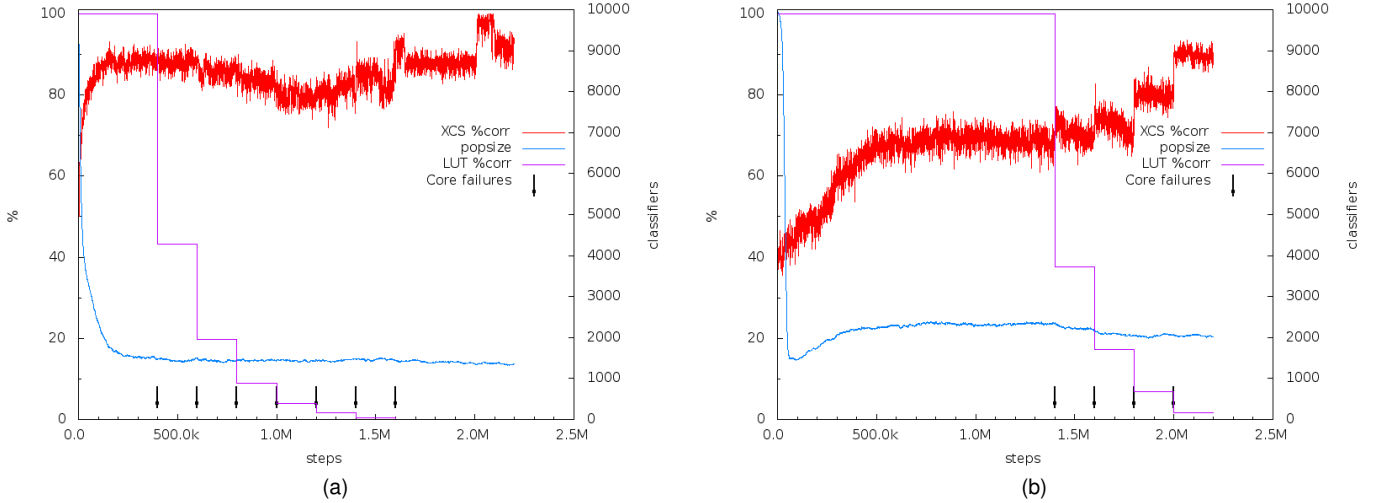 100
80
60
40
20
0
%
10000
9000
8000
7000
6000
5000
4000
3000
2000
1000
0
classifiers
XCS %corr
popsize
LUT %corr
Core failures
0.0 500.0k 1.0M 1.5M 2.0M 2.5M
steps
(a)
100
80
60
40
20
0
%
10000
9000
8000
7000
6000
5000
4000
3000
2000
1000
0
classifiers
XCS %corr
popsize
LUT %corr
Core failures
0.0 500.0k 1.0M 1.5M 2.0M 2.5M
steps
(b)